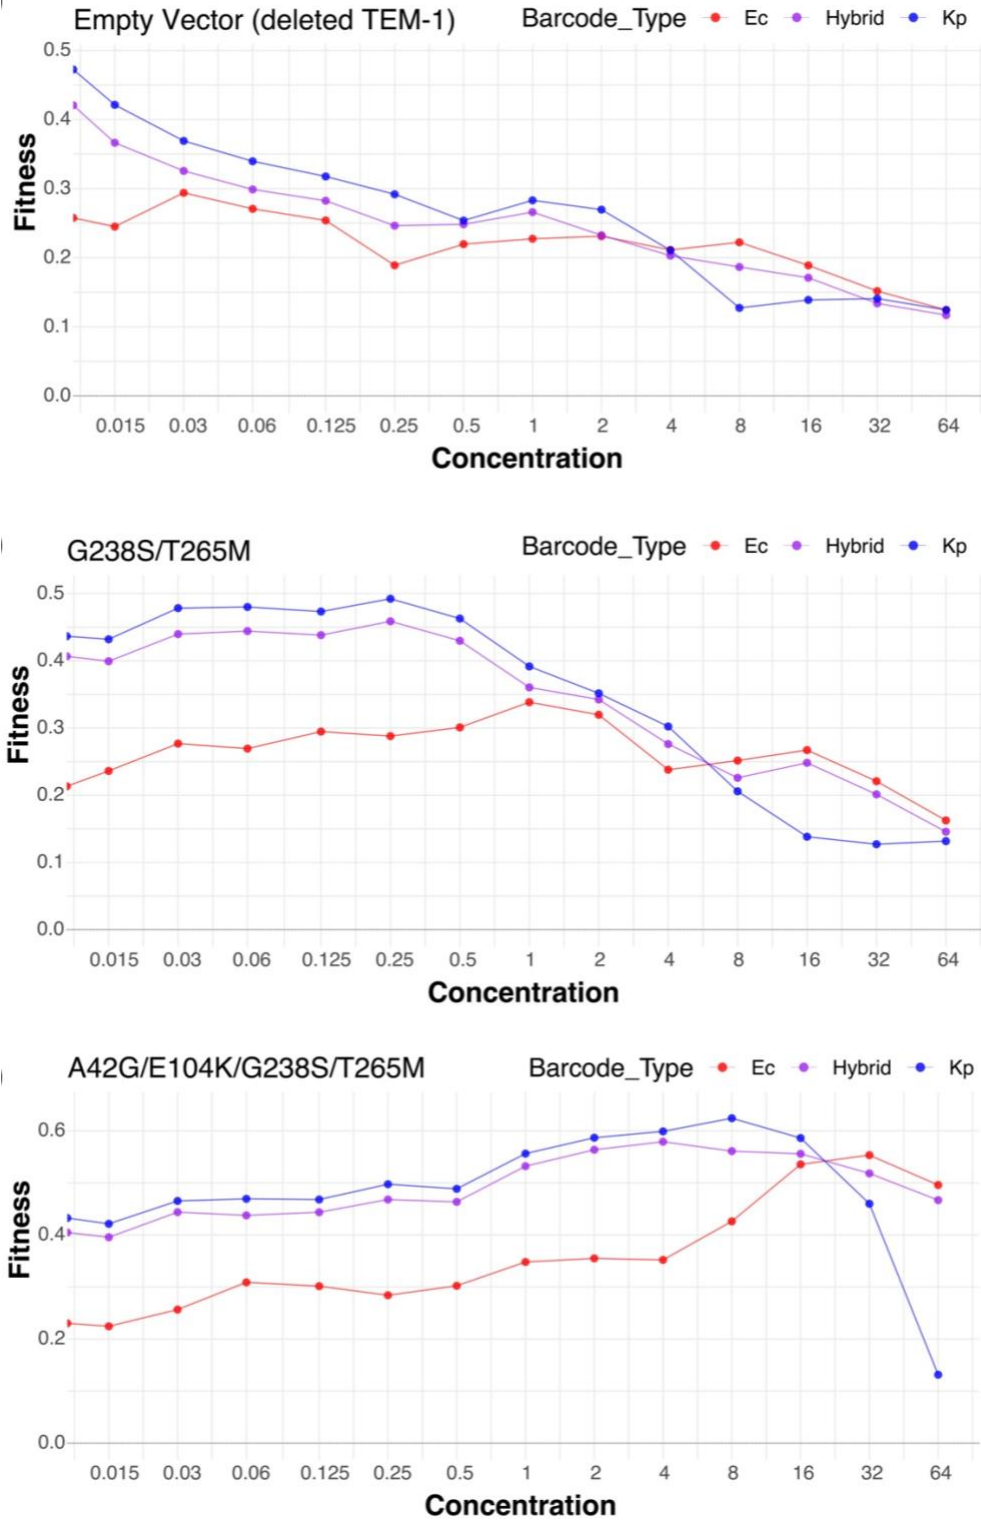 Empty Vector (deleted TEM-1) Barcode_Type Ec Hybrid Kp
0.5
0.4
0.3
0.2
0.1
0.0
Fitness
0.015 0.03 0.06 0.125 0.25 0.5 1 2 4 8 16 32 64
Concentration
G238S/T265M Barcode_Type Ec Hybrid Kp
0.5
0.4
0.3
0.2
0.1
0.0
Fitness
0.015 0.03 0.06 0.125 0.25 0.5 1 2 4 8 16 32 64
Concentration
A42G/E104K/G238S/T265M Barcode_Type Ec Hybrid Kp
0.6
0.4
0.2
0.0
Fitness
0.015 0.03 0.06 0.125 0.25 0.5 1 2 4 8 16 32 64
Concentration